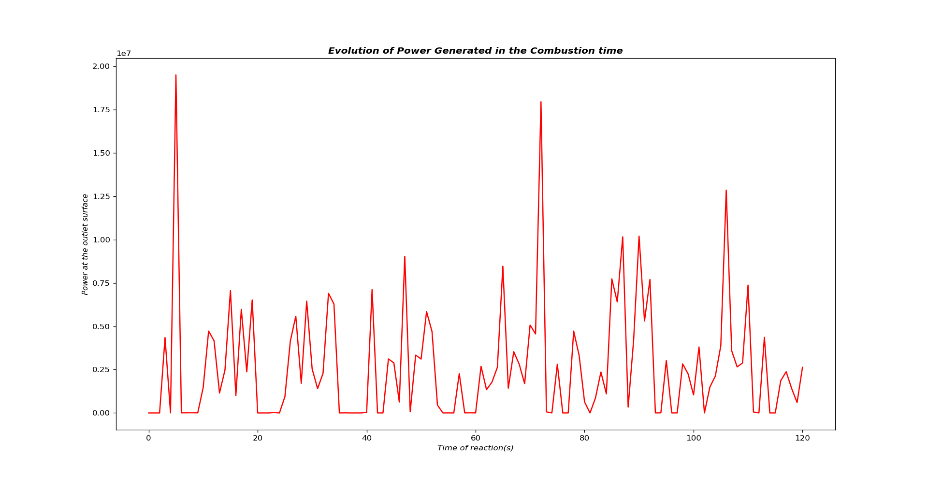 Evolution of Power Generated in the Combustion time
1e7
2.00
1.75
1.50
1.25
1.00
0.75
0.50
0.25
0.00
Power at the outlet surface
0 20 40 60 80 100 120
Time of reaction(s)